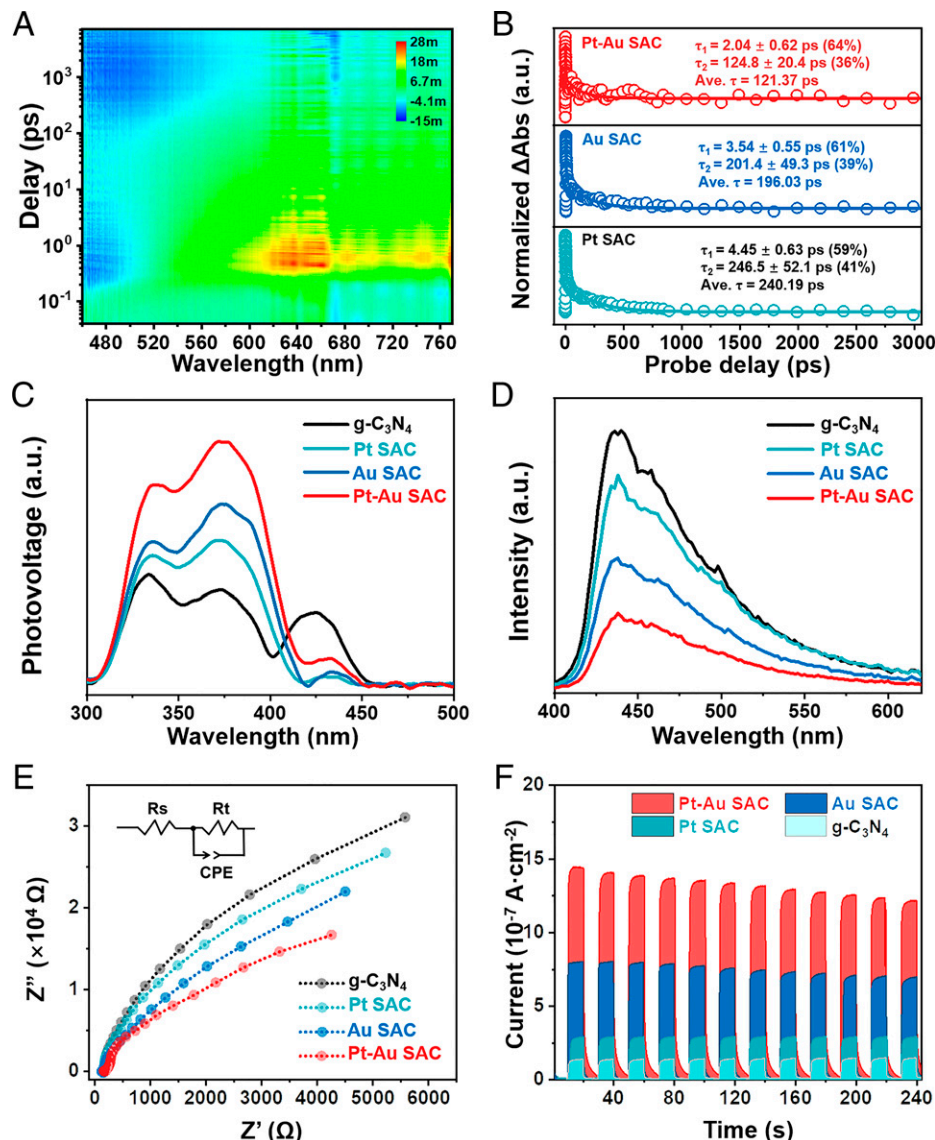 A
Delay (ps)
10³
10²
10¹
10⁰
10⁻¹
28m
18m
6.7m
-4.1m
-15m
480 520 560 600 640 680 720 760
Wavelength (nm)
B
Normalized ΔAbs (a.u.)
Pt-Au SAC
τ₁ = 2.04 ± 0.62 ps (64%)
τ₂ = 124.8 ± 20.4 ps (36%)
Ave. τ = 121.37 ps
Au SAC
τ₁ = 3.54 ± 0.55 ps (61%)
τ₂ = 201.4 ± 49.3 ps (39%)
Ave. τ = 196.03 ps
Pt SAC
τ₁ = 4.45 ± 0.63 ps (59%)
τ₂ = 246.5 ± 52.1 ps (41%)
Ave. τ = 240.19 ps
0 500 1000 1500 2000 2500 3000
Probe delay (ps)
C
Photovoltage (a.u.)
g-C₃N₄
Pt SAC
Au SAC
Pt-Au SAC
300 350 400 450 500
Wavelength (nm)
D
Intensity (a.u.)
g-C₃N₄
Pt SAC
Au SAC
Pt-Au SAC
400 450 500 550 600
Wavelength (nm)
E
Z'' (×10⁴ Ω)
3
2
1
0
Rs Rt
CPE
g-C₃N₄
Pt SAC
Au SAC
Pt-Au SAC
0 1000 2000 3000 4000 5000 6000
Z' (Ω)
F
Current (10⁻⁷ A·cm⁻²)
20
15
10
5
0
Pt-Au SAC Au SAC
Pt SAC g-C₃N₄
40 80 120 160 200 240
Time (s)